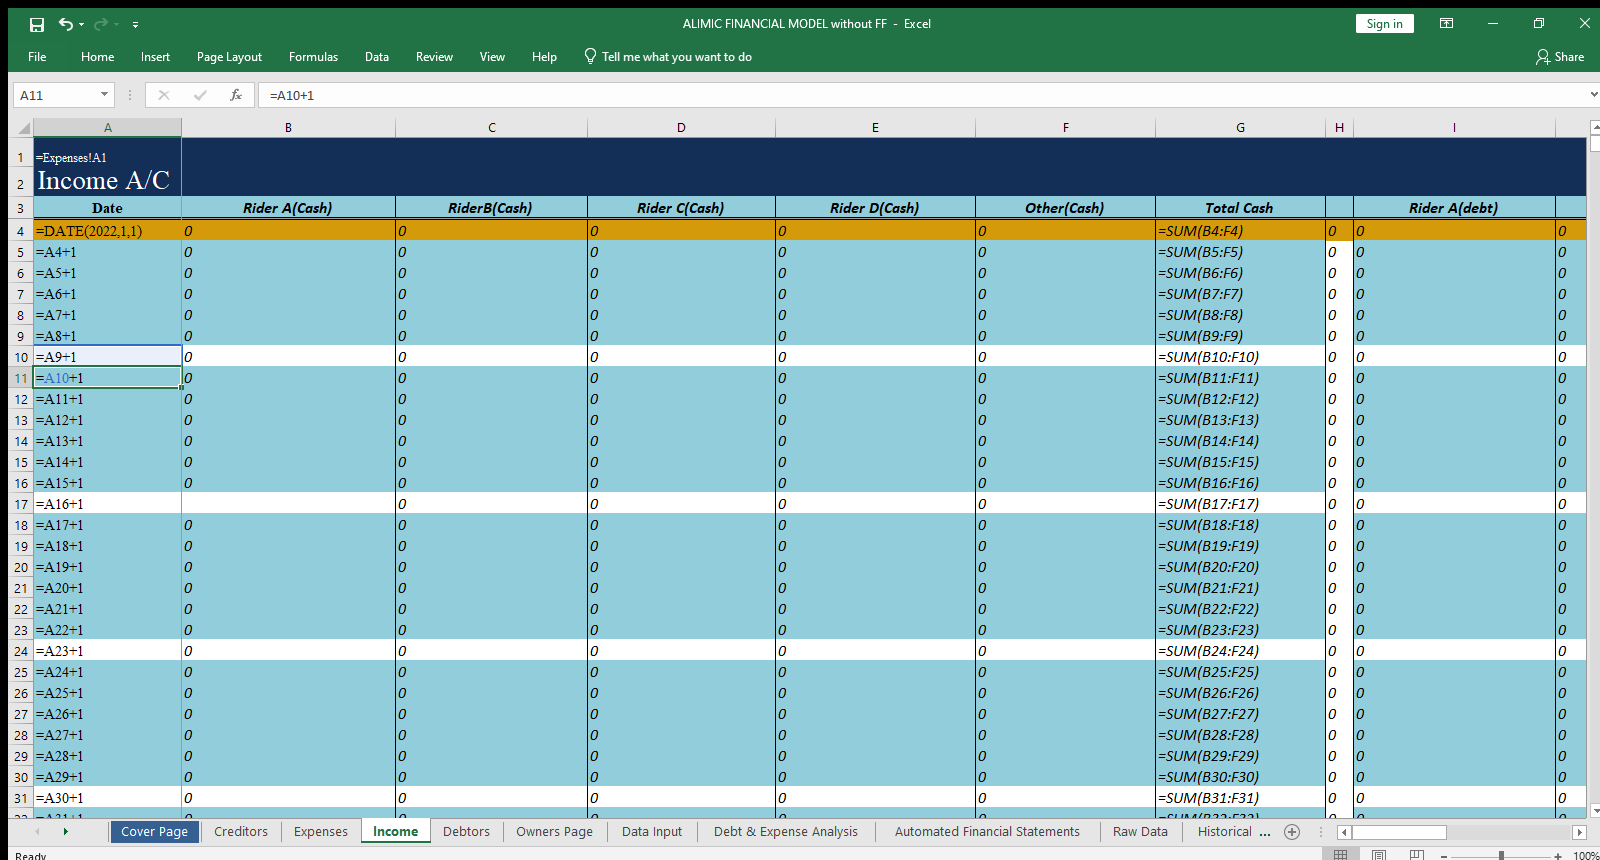 ALIMIC FINANCIAL MODEL without FF - Excel Sign in
File Home Insert Page Layout Formulas Data Review View Help Tell me what you want to do Share
A11 fx =A10+1
A B C D E F G H I
1 =Expenses!A1
2 Income A/C
3 Date Rider A(Cash) RiderB(Cash) Rider C(Cash) Rider D(Cash) Other(Cash) Total Cash Rider A(debt)
4 =DATE(2022,1,1) 0 0 0 0 0 =SUM(B4:F4) 0 0 0
5 =A4+1 0 0 0 0 0 =SUM(B5:F5) 0 0 0
6 =A5+1 0 0 0 0 0 =SUM(B6:F6) 0 0 0
7 =A6+1 0 0 0 0 0 =SUM(B7:F7) 0 0 0
8 =A7+1 0 0 0 0 0 =SUM(B8:F8) 0 0 0
9 =A8+1 0 0 0 0 0 =SUM(B9:F9) 0 0 0
10 =A9+1 0 0 0 0 0 =SUM(B10:F10) 0 0 0
11 =A10+1 0 0 0 0 0 =SUM(B11:F11) 0 0 0
12 =A11+1 0 0 0 0 0 =SUM(B12:F12) 0 0 0
13 =A12+1 0 0 0 0 0 =SUM(B13:F13) 0 0 0
14 =A13+1 0 0 0 0 0 =SUM(B14:F14) 0 0 0
15 =A14+1 0 0 0 0 0 =SUM(B15:F15) 0 0 0
16 =A15+1 0 0 0 0 0 =SUM(B16:F16) 0 0 0
17 =A16+1 0 0 0 0 =SUM(B17:F17) 0 0 0
18 =A17+1 0 0 0 0 0 =SUM(B18:F18) 0 0 0
19 =A18+1 0 0 0 0 0 =SUM(B19:F19) 0 0 0
20 =A19+1 0 0 0 0 0 =SUM(B20:F20) 0 0 0
21 =A20+1 0 0 0 0 0 =SUM(B21:F21) 0 0 0
22 =A21+1 0 0 0 0 0 =SUM(B22:F22) 0 0 0
23 =A22+1 0 0 0 0 0 =SUM(B23:F23) 0 0 0
24 =A23+1 0 0 0 0 0 =SUM(B24:F24) 0 0 0
25 =A24+1 0 0 0 0 0 =SUM(B25:F25) 0 0 0
26 =A25+1 0 0 0 0 0 =SUM(B26:F26) 0 0 0
27 =A26+1 0 0 0 0 0 =SUM(B27:F27) 0 0 0
28 =A27+1 0 0 0 0 0 =SUM(B28:F28) 0 0 0
29 =A28+1 0 0 0 0 0 =SUM(B29:F29) 0 0 0
30 =A29+1 0 0 0 0 0 =SUM(B30:F30) 0 0 0
31 =A30+1 0 0 0 0 0 =SUM(B31:F31) 0 0 0
Cover Page Creditors Expenses Income Debtors Owners Page Data Input Debt & Expense Analysis Automated Financial Statements Raw Data Historical ...
Ready 100%